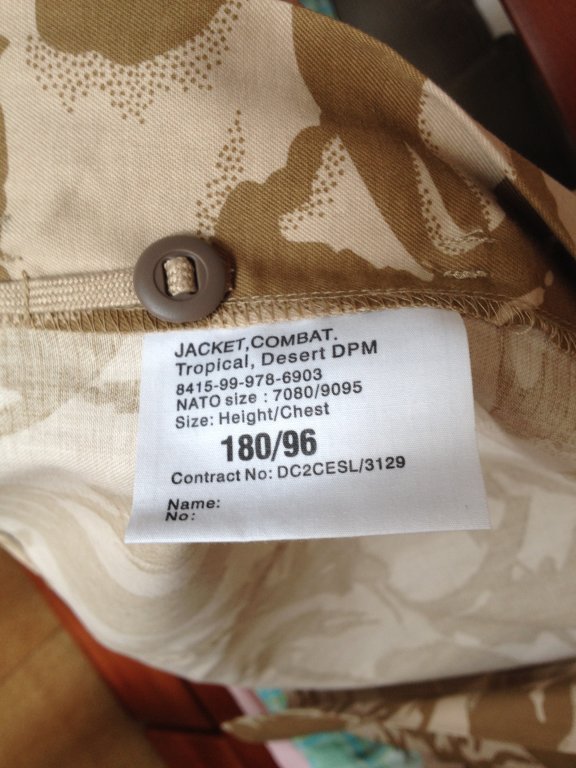 JACKET,COMBAT.
Tropical, Desert DPM
8415-99-978-6903
NATO size : 7080/9095
Size: Height/Chest
180/96
Contract No: DC2CESL/3129
Name:
No: